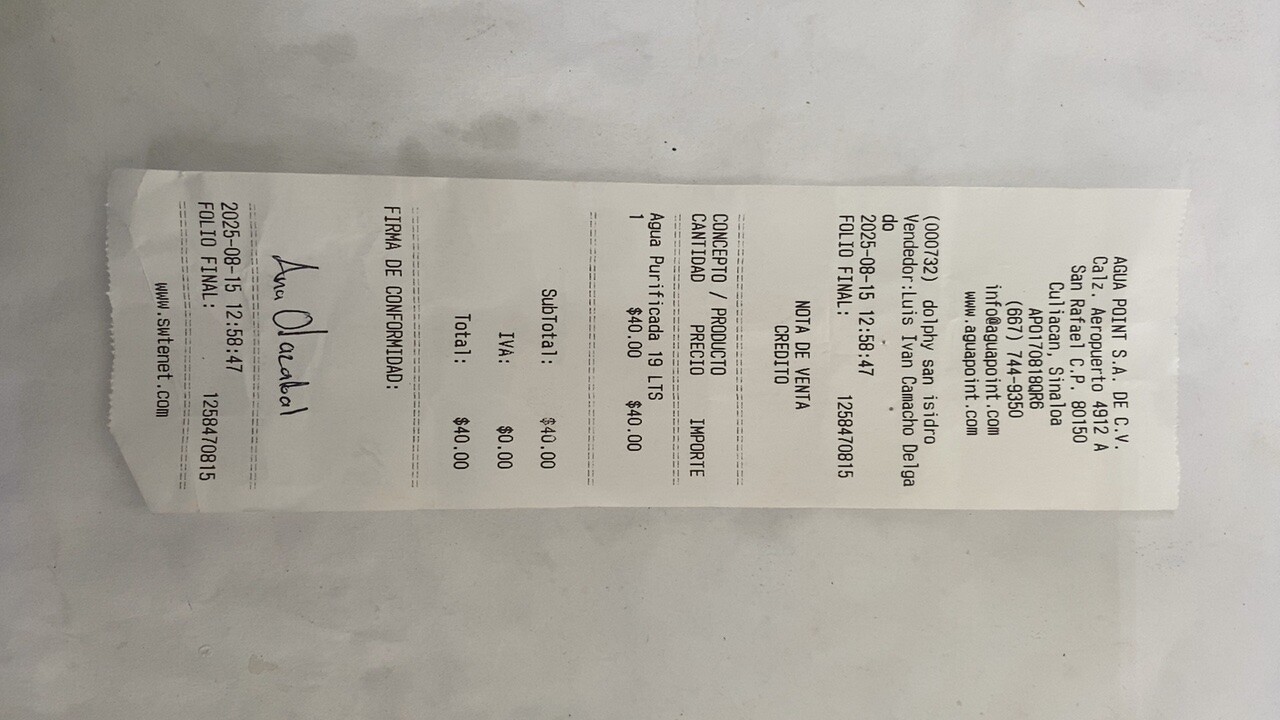 AGUA POINT S.A. DE C.V.
Calz. Aeropuerto 4912 A
San Rafael C.P. 80150
Culiacan, Sinaloa
APO170818QR6
(667) 744-9350
info@aguapoint.com
www.aguapoint.com
(000732) dolphy san isidro
Vendedor:Luis Ivan Camacho Delga
do
2025-08-15 12:58:47
FOLIO FINAL: 1258470815
NOTA DE VENTA
CREDITO
CONCEPTO / PRODUCTO
CANTIDAD PRECIO IMPORTE
Agua Purificada 19 LTS
1 $40.00 $40.00
SubTotal: $40.00
IVA: $0.00
Total: $40.00
FIRMA DE CONFORMIDAD:
Ana Olazabal
2025-08-15 12:58:47
FOLIO FINAL: 1258470815
www.swtenet.com